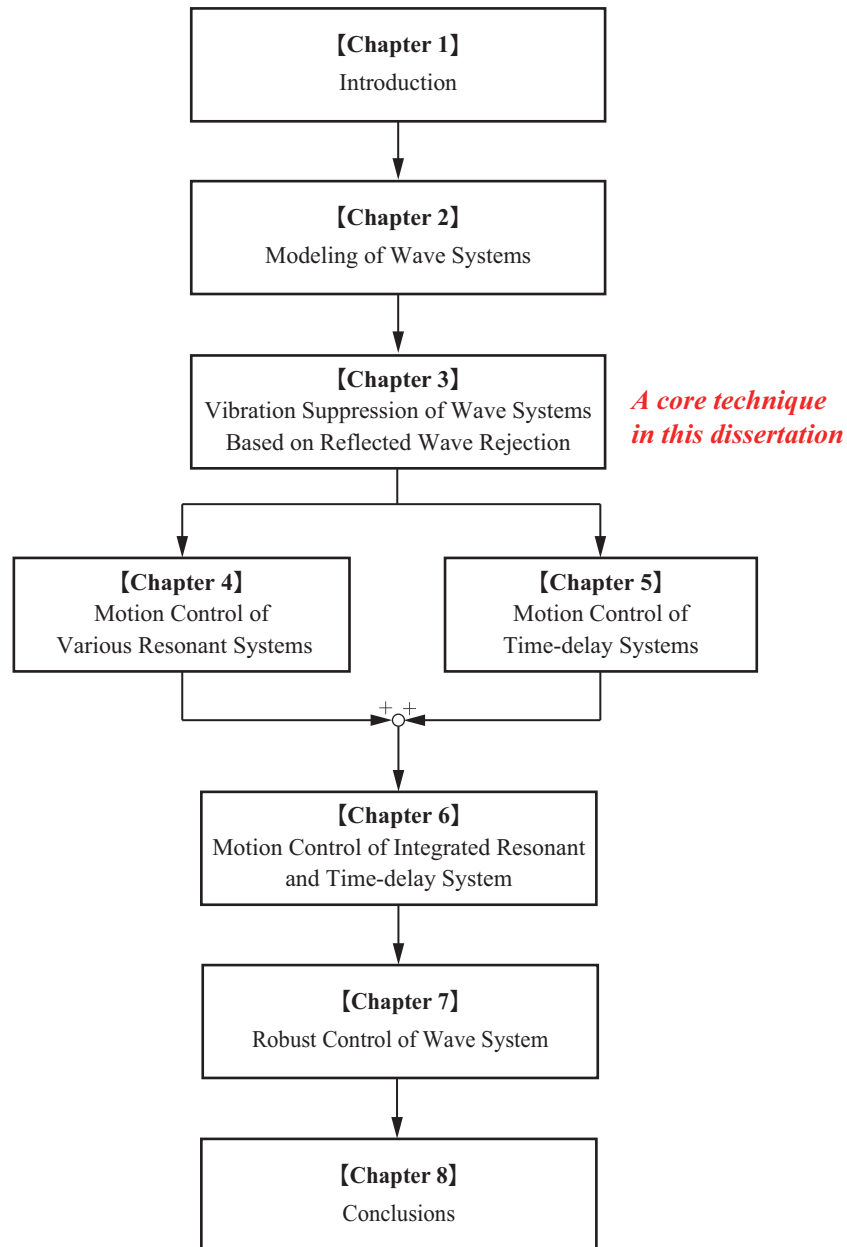 【Chapter 1】
Introduction
【Chapter 2】
Modeling of Wave Systems
【Chapter 3】
Vibration Suppression of Wave Systems
Based on Reflected Wave Rejection
A core technique
in this dissertation
【Chapter 4】
Motion Control of
Various Resonant Systems
【Chapter 5】
Motion Control of
Time-delay Systems
+ +
【Chapter 6】
Motion Control of Integrated Resonant
and Time-delay System
【Chapter 7】
Robust Control of Wave System
【Chapter 8】
Conclusions